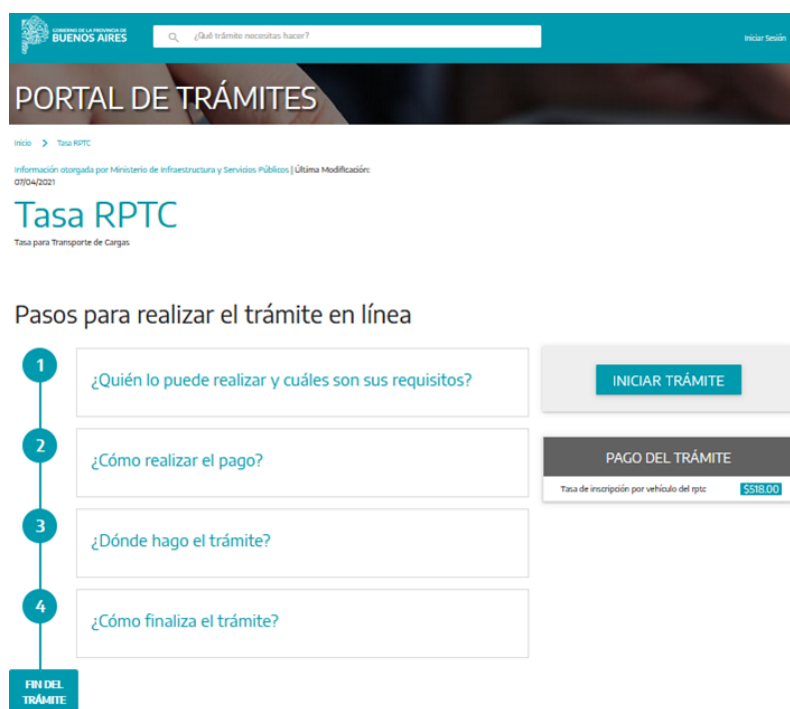 GOBIERNO DE LA PROVINCIA DE
BUENOS AIRES
¿Qué trámite necesitas hacer?
Iniciar Sesión
PORTAL DE TRÁMITES
Inicio > Tasa RPTC
Información otorgada por Ministerio de Infraestructura y Servicios Públicos | Última Modificación:
07/04/2021
Tasa RPTC
Tasa para Transporte de Cargas
Pasos para realizar el trámite en línea
1
¿Quién lo puede realizar y cuáles son sus requisitos?
INICIAR TRÁMITE
2
¿Cómo realizar el pago?
PAGO DEL TRÁMITE
Tasa de inscripción por vehículo del rptc $518.00
3
¿Dónde hago el trámite?
4
¿Cómo finaliza el trámite?
FIN DEL
TRÁMITE